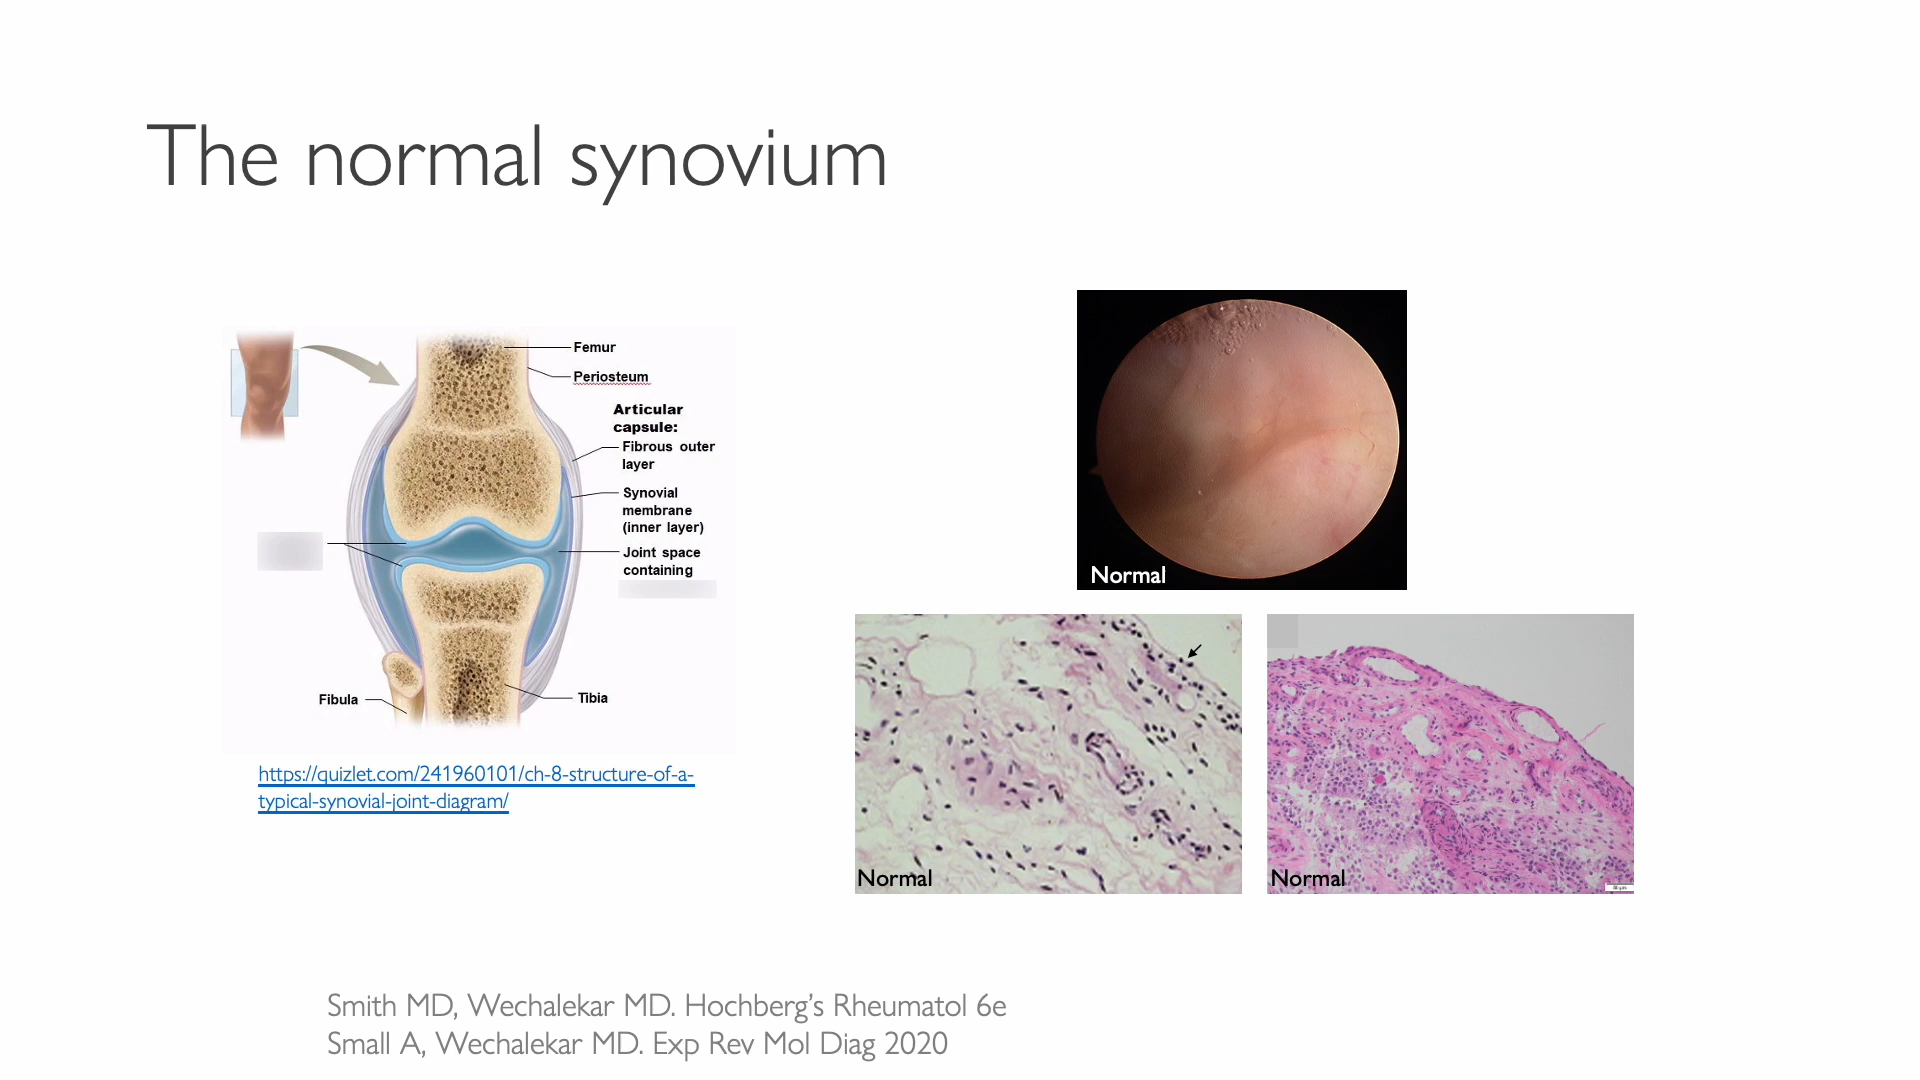 The normal synovium
Femur
Periosteum
Articular
capsule:
Fibrous outer
layer
Synovial
membrane
(inner layer)
Joint space
containing
Fibula
Tibia
https://quizlet.com/241960101/ch-8-structure-of-a-
typical-synovial-joint-diagram/
Normal
Normal
Normal
Smith MD, Wechalekar MD. Hochberg’s Rheumatol 6e
Small A, Wechalekar MD. Exp Rev Mol Diag 2020